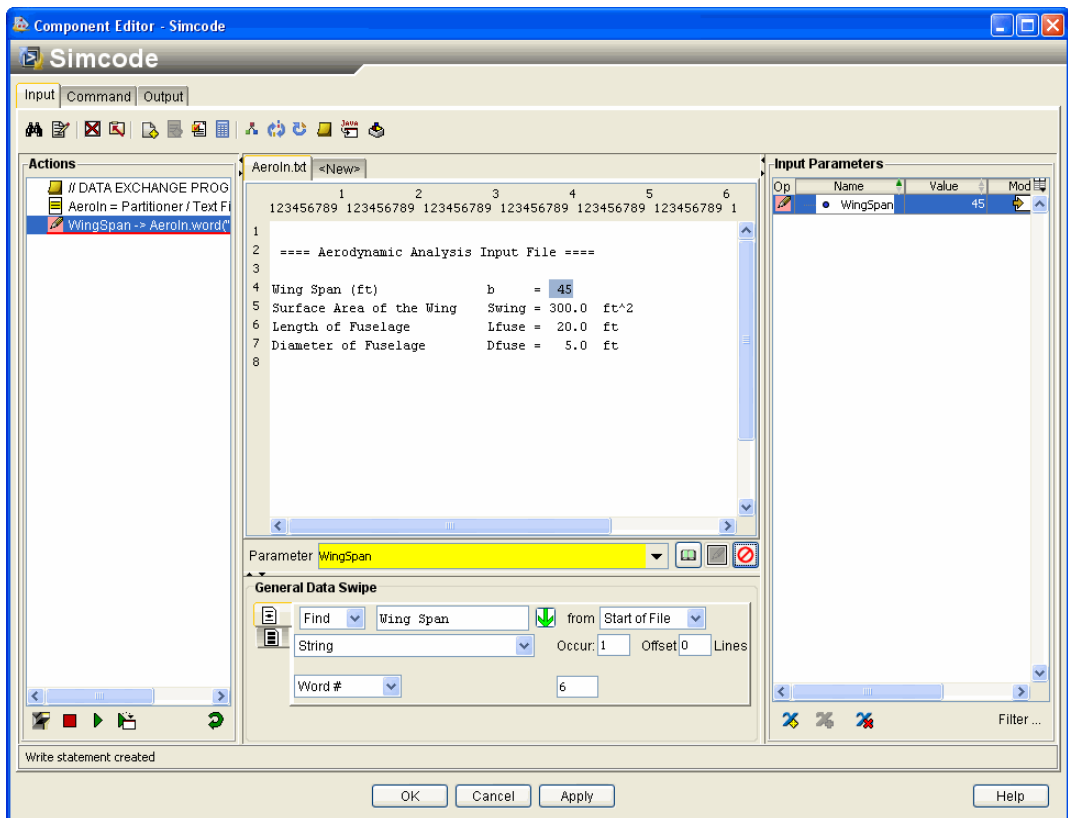 Component Editor - Simcode
Simcode
Input Command Output
JAVA
Actions
// DATA EXCHANGE PROG
AeroIn = Partitioner / Text Fi
WingSpan -> AeroIn.word("
AeroIn.txt <New>
1 2 3 4 5 6
123456789 123456789 123456789 123456789 123456789 123456789 1
1
2 ==== Aerodynamic Analysis Input File ====
3
4 Wing Span (ft) b = 45
5 Surface Area of the Wing Swing = 300.0 ft^2
6 Length of Fuselage Lfuse = 20.0 ft
7 Diameter of Fuselage Dfuse = 5.0 ft
8
Parameter WingSpan
General Data Swipe
Find Wing Span from Start of File
String Occur: 1 Offset 0 Lines
Word # 6
Input Parameters
Op Name Value Mod
WingSpan 45
Filter ...
Write statement created
OK Cancel Apply Help